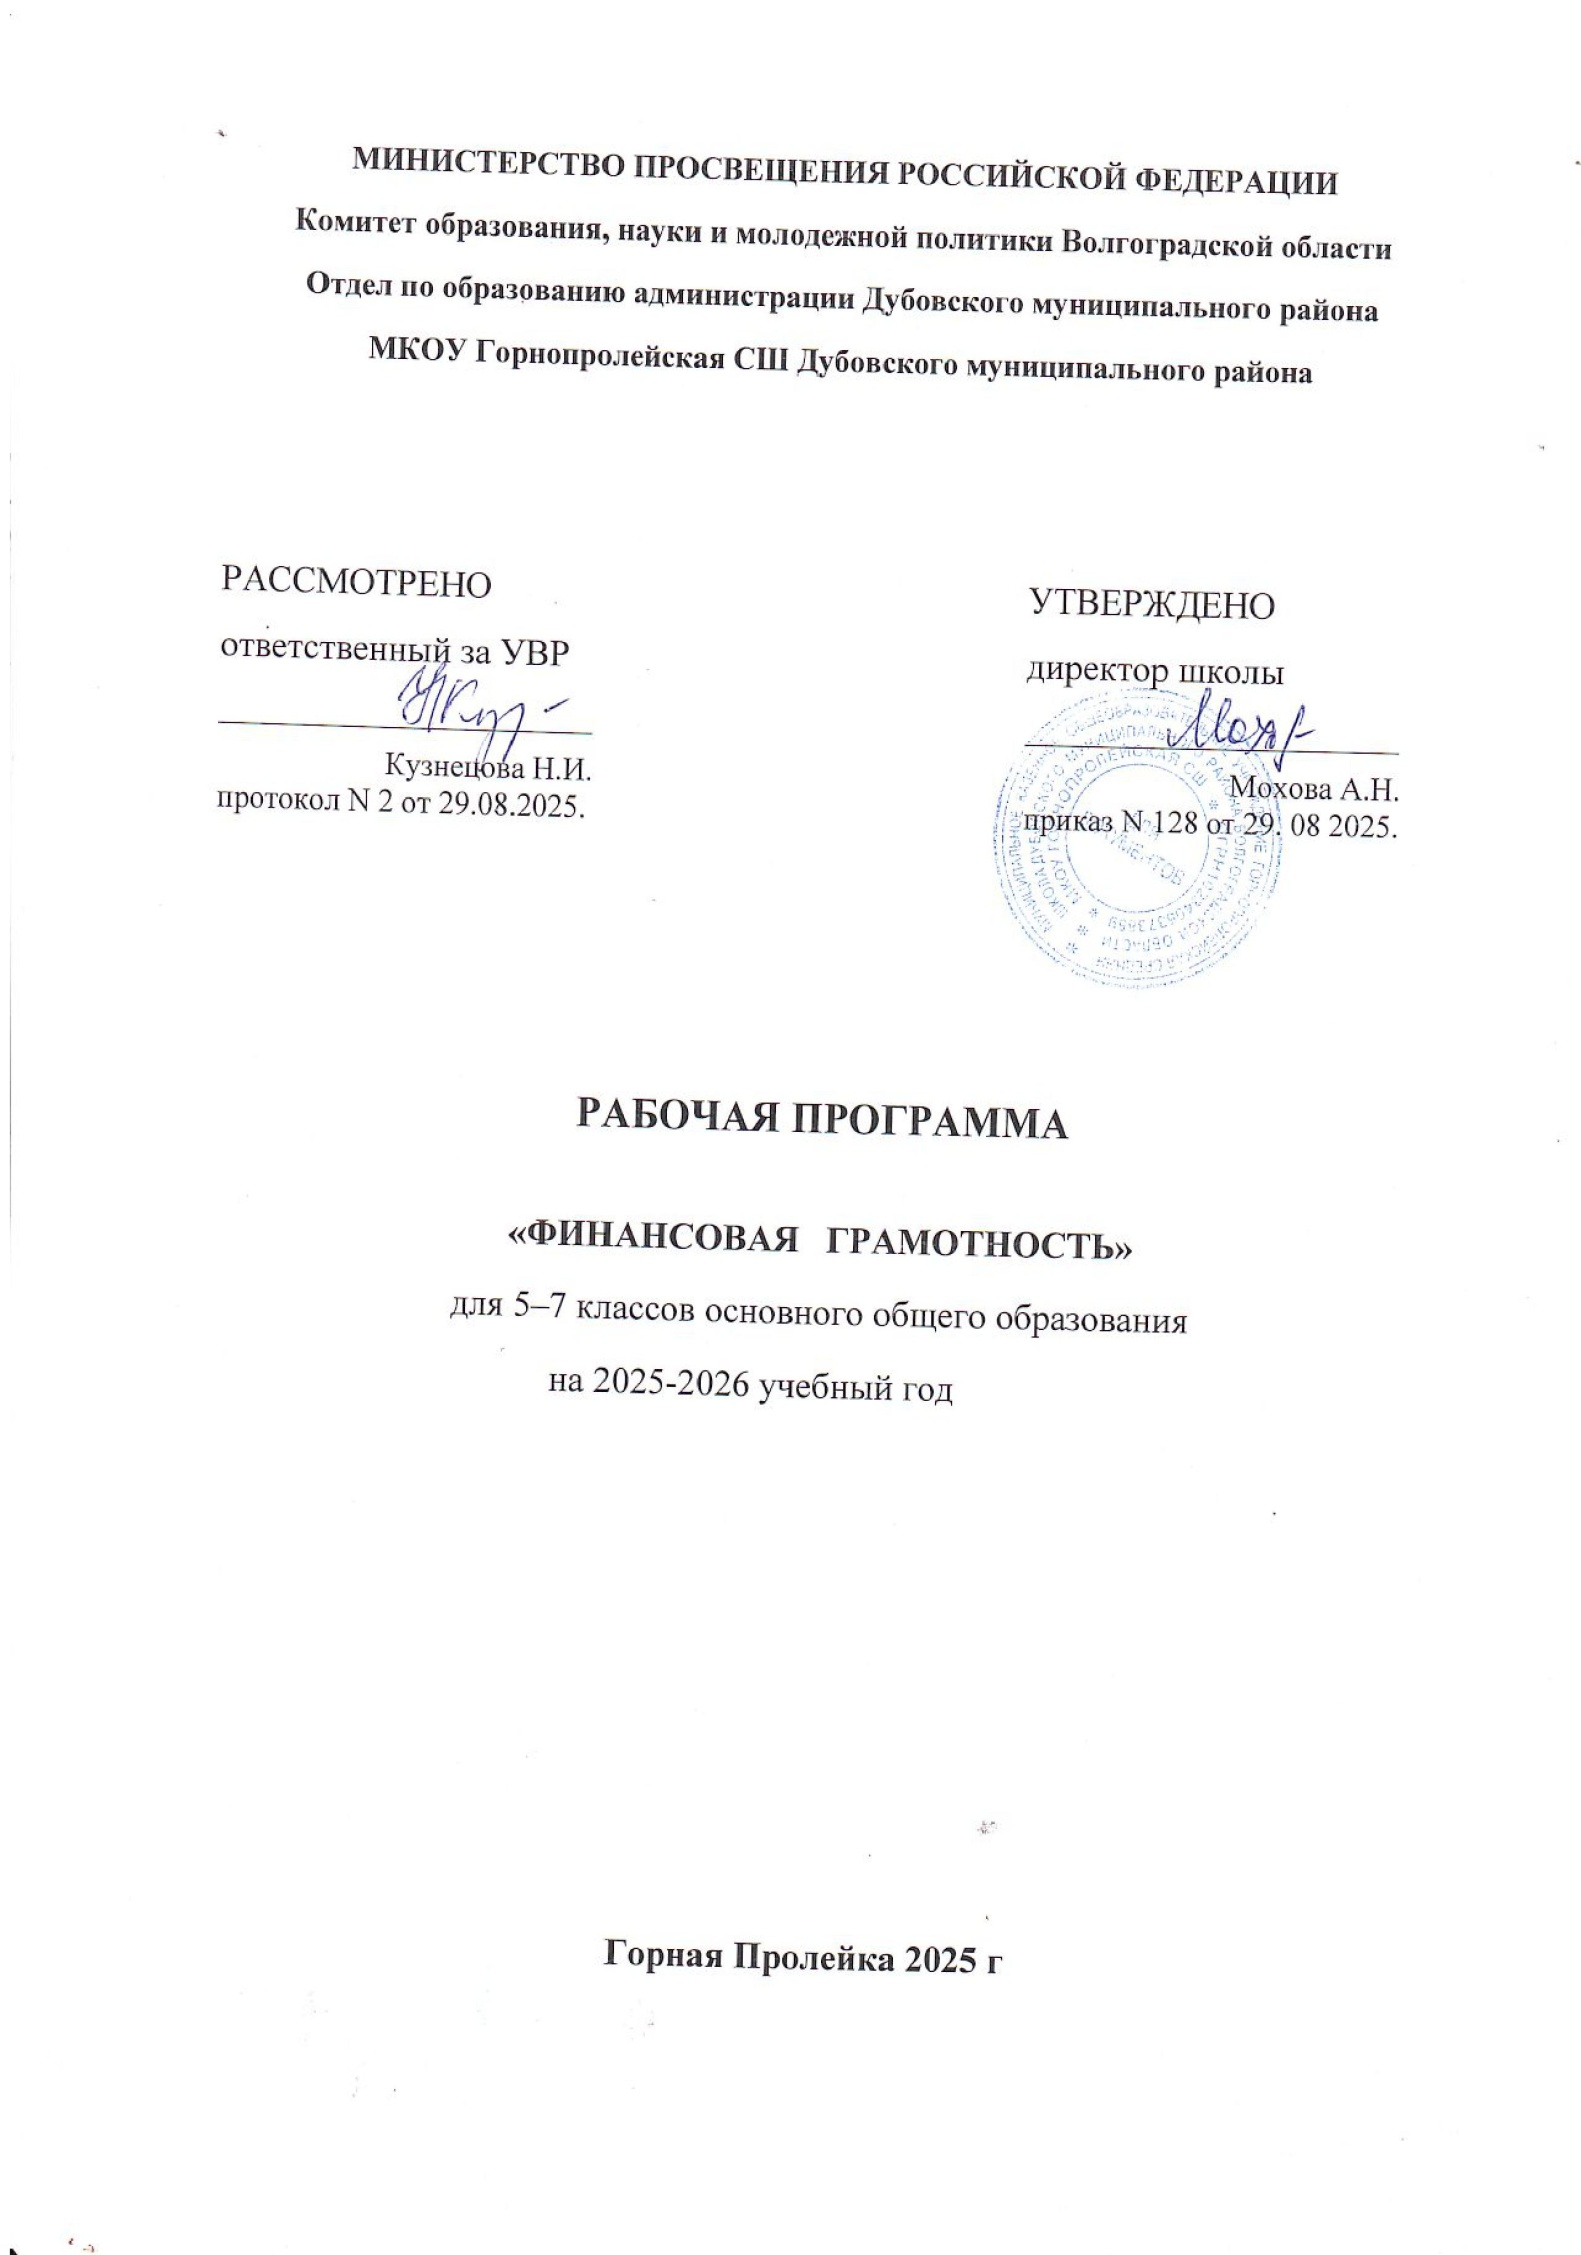 МИНИСТЕРСТВО ПРОСВЕЩЕНИЯ РОССИЙСКОЙ ФЕДЕРАЦИИ
Комитет образования, науки и молодежной политики Волгоградской области
Отдел по образованию администрации Дубовского муниципального района
МКОУ Горнопролейская СШ Дубовского муниципального района
РАССМОТРЕНО
ответственный за УВР
Кузнецова Н.И.
протокол N 2 от 29.08.2025.
УТВЕРЖДЕНО
директор школы
Мохова А.Н.
приказ N 128 от 29. 08 2025.
РАБОЧАЯ ПРОГРАММА
«ФИНАНСОВАЯ ГРАМОТНОСТЬ»
для 5–7 классов основного общего образования
на 2025-2026 учебный год
Горная Пролейка 2025 г